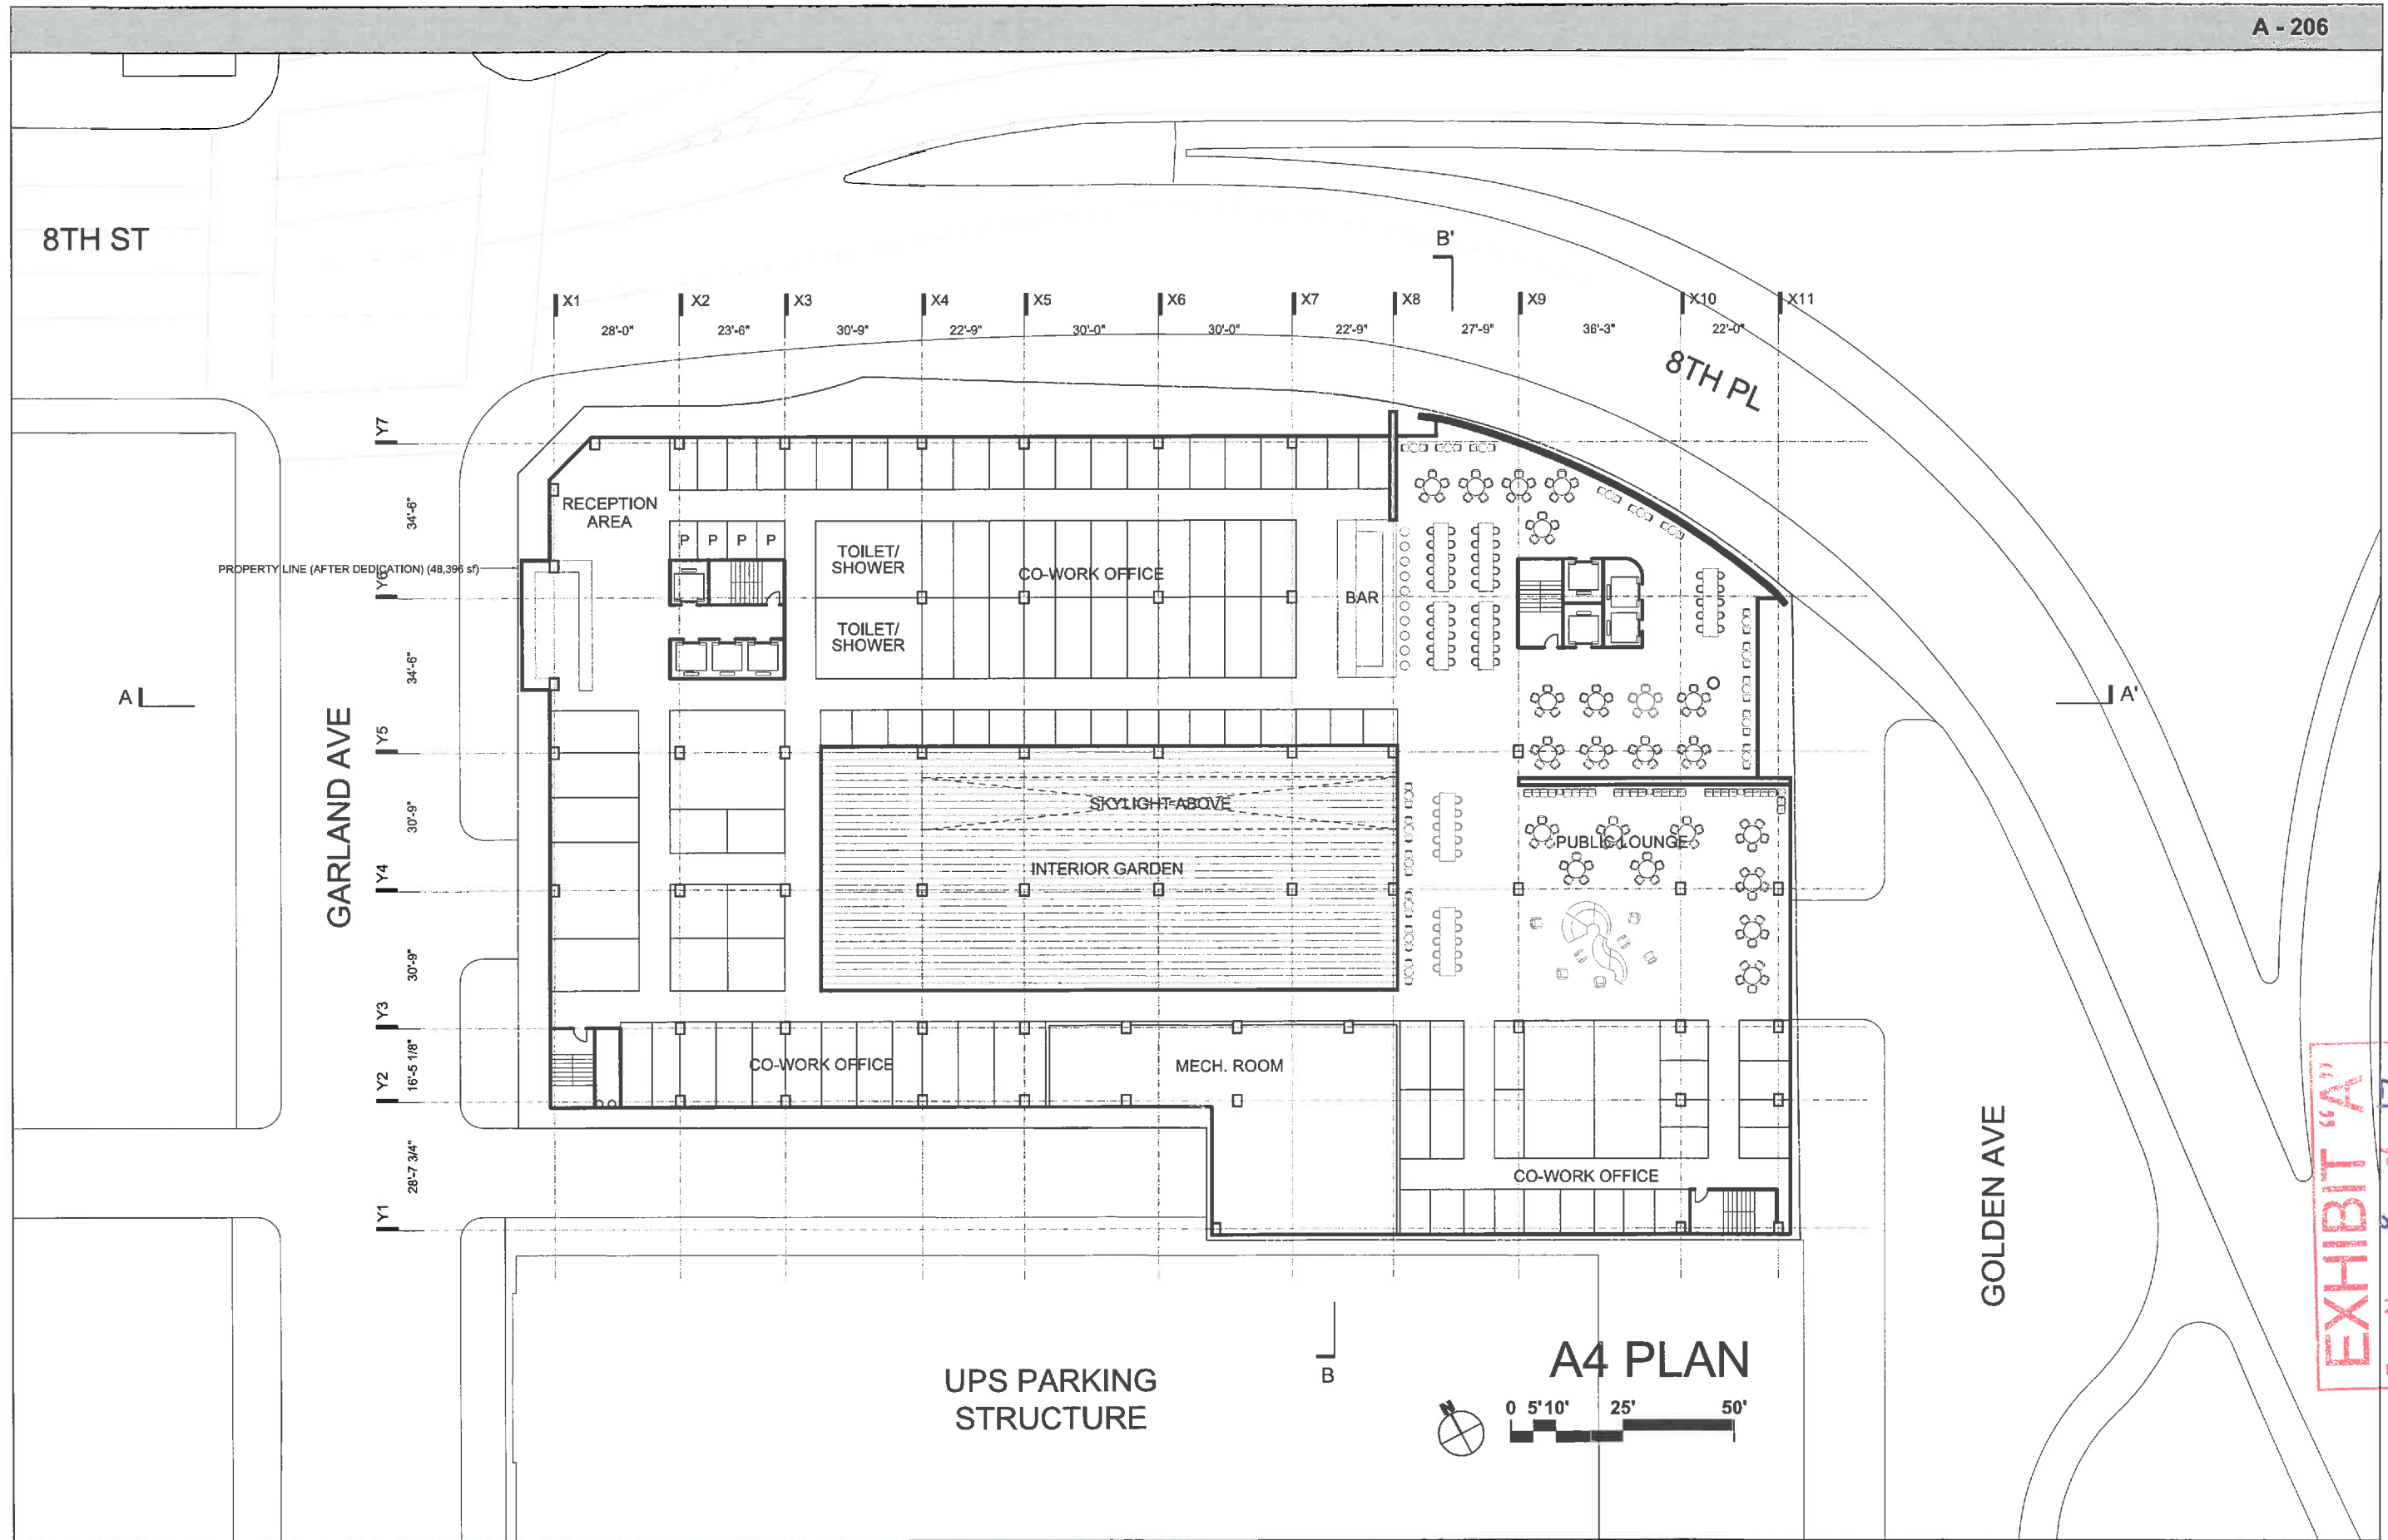 A - 206
8TH ST
B'
X1
X2
X3
X4
X5
X6
X7
X8
X9
X10
X11
28'-0"
23'-6"
30'-9"
22'-9"
30'-0"
30'-0"
22'-9"
27'-9"
36'-3"
22'-0"
8TH PL
Y7
34'-6"
RECEPTION
AREA
P P P P
TOILET/
SHOWER
CO-WORK OFFICE
PROPERTY LINE (AFTER DEDICATION) (48,396 sf)
Y6
BAR
TOILET/
SHOWER
34'-6"
A
A'
GARLAND AVE
Y5
30'-9"
SKYLIGHT ABOVE
INTERIOR GARDEN
PUBLIC LOUNGE
Y4
30'-9"
Y3
16'-5 1/8"
CO-WORK OFFICE
MECH. ROOM
Y2
28'-7 3/4"
CO-WORK OFFICE
Y1
GOLDEN AVE
EXHIBIT "A"
UPS PARKING
STRUCTURE
B
A4 PLAN
N
0 5' 10' 25' 50'